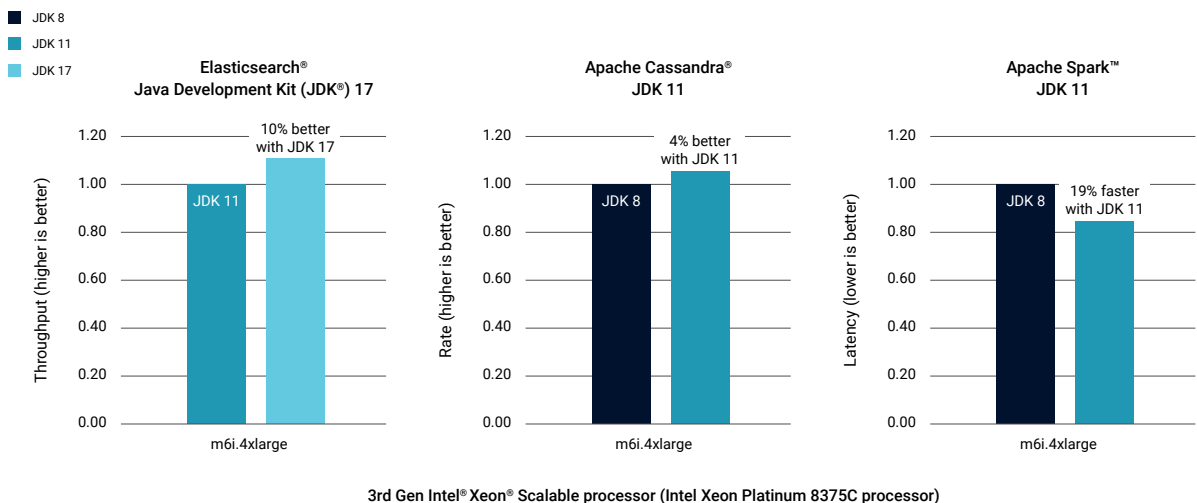 JDK 8
JDK 11
JDK 17
Elasticsearch®
Java Development Kit (JDK®) 17
Throughput (higher is better)
1.20
1.00
0.80
0.60
0.40
0.20
0.00
10% better
with JDK 17
JDK 11
m6i.4xlarge
Apache Cassandra®
JDK 11
Rate (higher is better)
1.20
1.00
0.80
0.60
0.40
0.20
0.00
4% better
with JDK 11
JDK 8
m6i.4xlarge
Apache Spark™
JDK 11
Latency (lower is better)
1.20
1.00
0.80
0.60
0.40
0.20
0.00
JDK 8
19% faster
with JDK 11
m6i.4xlarge
3rd Gen Intel® Xeon® Scalable processor (Intel Xeon Platinum 8375C processor)